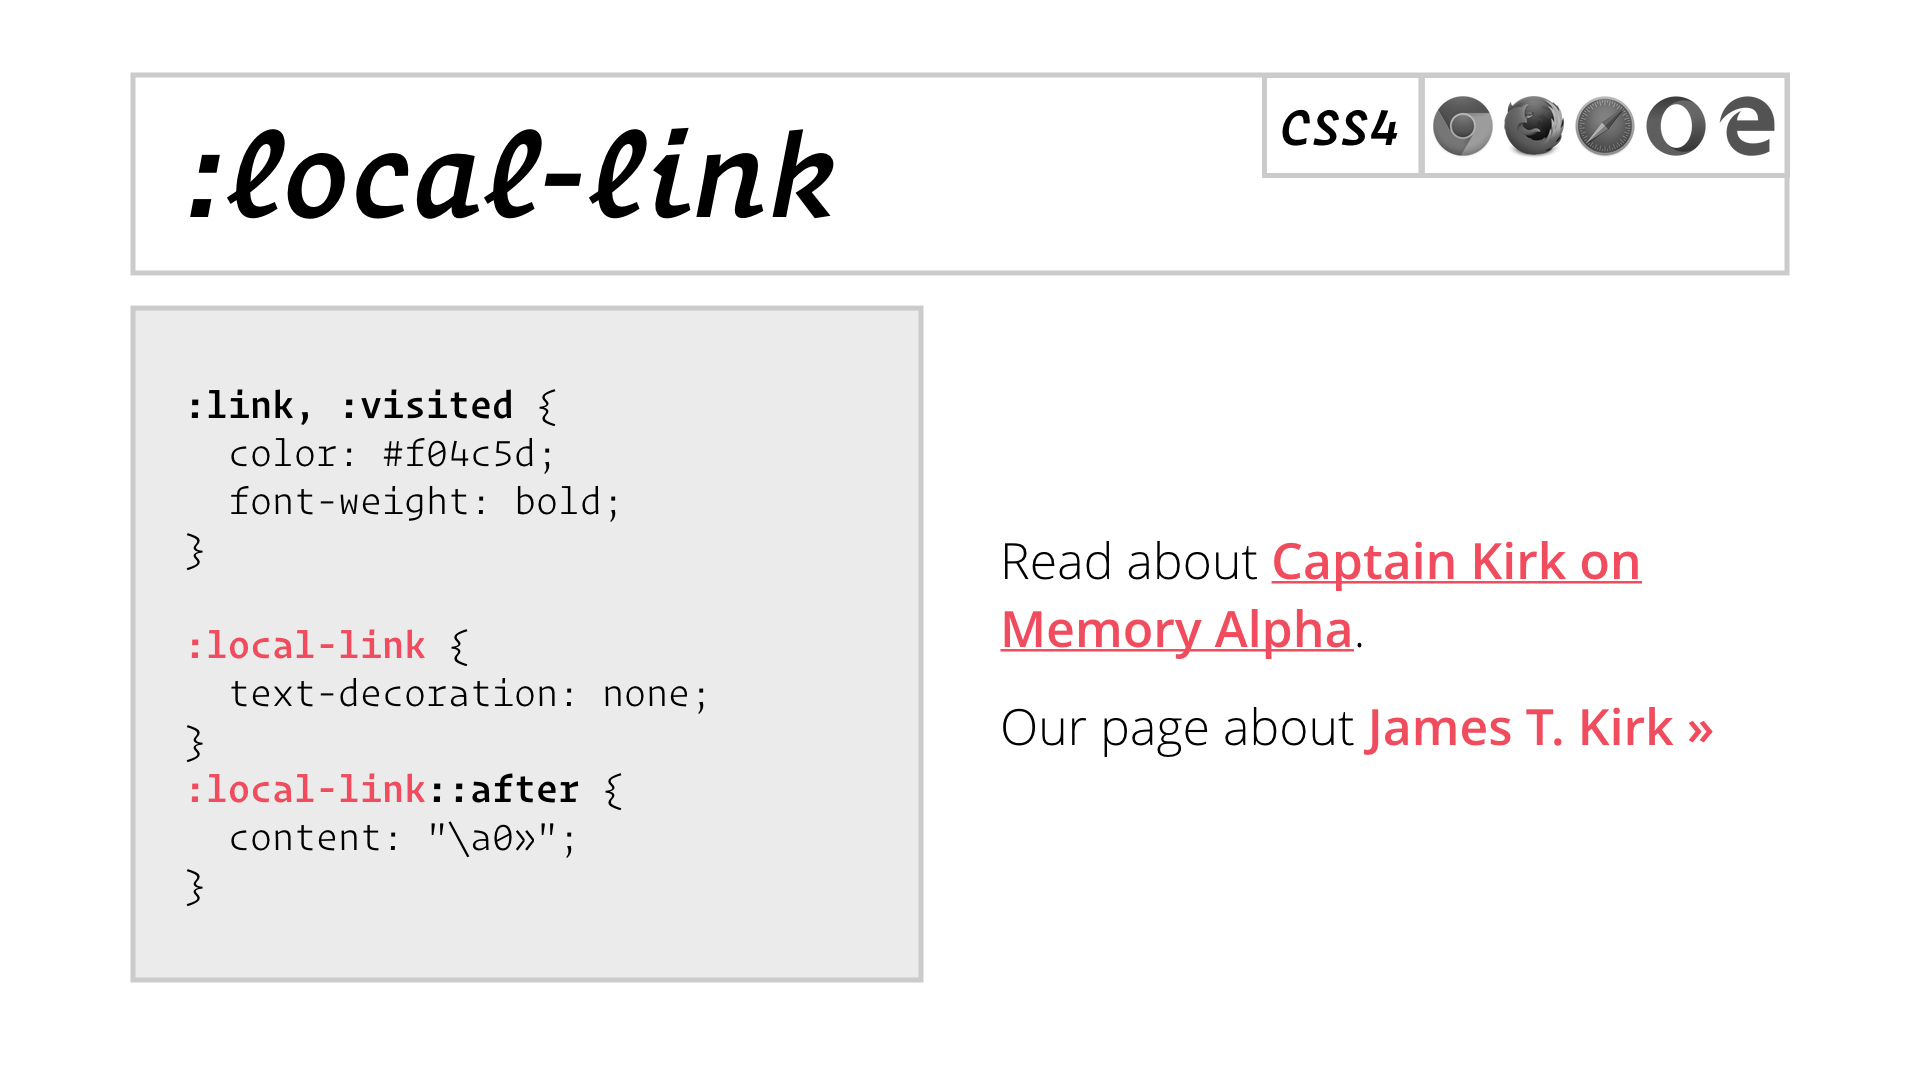 :local-link
CSS4
:link, :visited {
  color: #f04c5d;
  font-weight: bold;
}
:local-link {
  text-decoration: none;
}
:local-link::after {
  content: "\a0»";
}
Read about Captain Kirk on
Memory Alpha.
Our page about James T. Kirk »